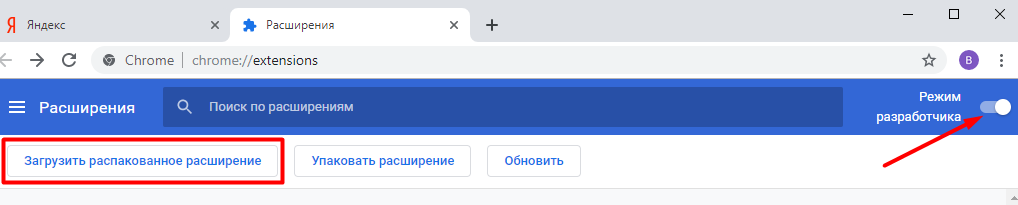 Я Яндекс
Расширения
Chrome | chrome://extensions
B
Расширения
Поиск по расширениям
Режим
разработчика
Загрузить распакованное расширение
Упаковать расширение
Обновить